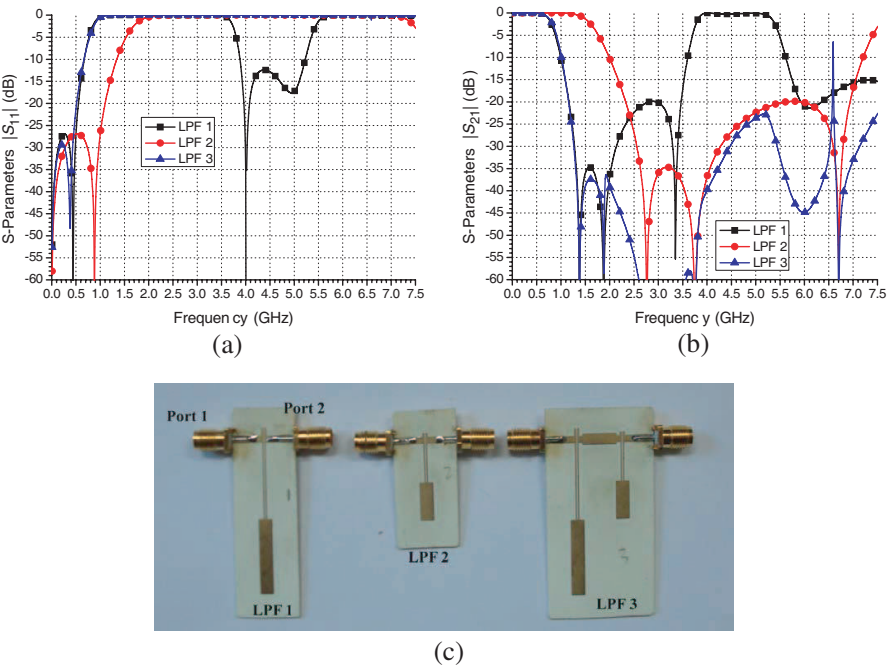 S-Parameters |S11| (dB)
0
-5
-10
-15
-20
-25
-30
-35
-40
-45
-50
-55
-60
LPF 1
LPF 2
LPF 3
0.0 0.5 1.0 1.5 2.0 2.5 3.0 3.5 4.0 4.5 5.0 5.5 6.0 6.5 7.0 7.5
Frequen cy (GHz)
(a)
S-Parameters |S21| (dB)
0
-5
-10
-15
-20
-25
-30
-35
-40
-45
-50
-55
-60
LPF 1
LPF 2
LPF 3
0.0 0.5 1.0 1.5 2.0 2.5 3.0 3.5 4.0 4.5 5.0 5.5 6.0 6.5 7.0 7.5
Frequenc y (GHz)
(b)
Port 1
Port 2
LPF 1
LPF 2
LPF 3
(c)